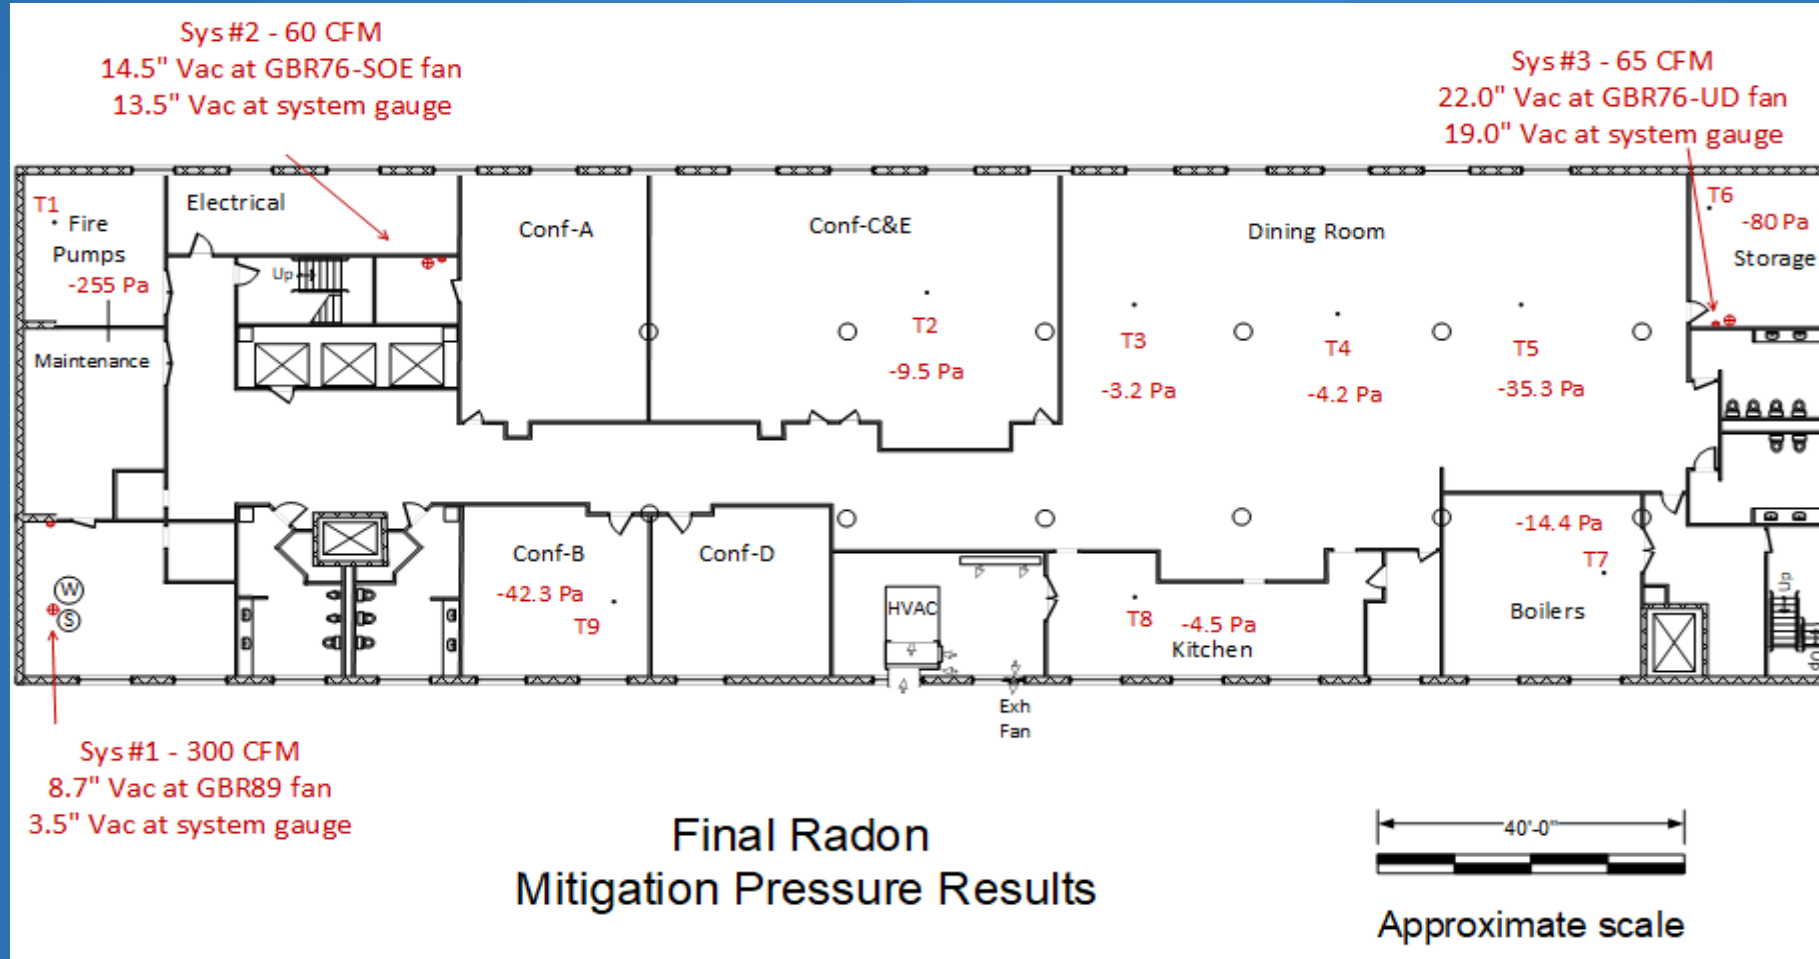 Sys #2 - 60 CFM
14.5" Vac at GBR76-SOE fan
13.5" Vac at system gauge
Sys #3 - 65 CFM
22.0" Vac at GBR76-UD fan
19.0" Vac at system gauge
T1
Fire
Pumps
-255 Pa
Electrical
Up
Conf-A
Conf-C&E
T2
-9.5 Pa
Dining Room
T3
-3.2 Pa
T4
-4.2 Pa
T5
-35.3 Pa
T6
-80 Pa
Storage
Maintenance
W
S
Conf-B
-42.3 Pa
T9
Conf-D
HVAC
T8
-4.5 Pa
Kitchen
-14.4 Pa
T7
Boilers
Up
Exh
Fan
Sys #1 - 300 CFM
8.7" Vac at GBR89 fan
3.5" Vac at system gauge
Final Radon
Mitigation Pressure Results
40'-0"
Approximate scale